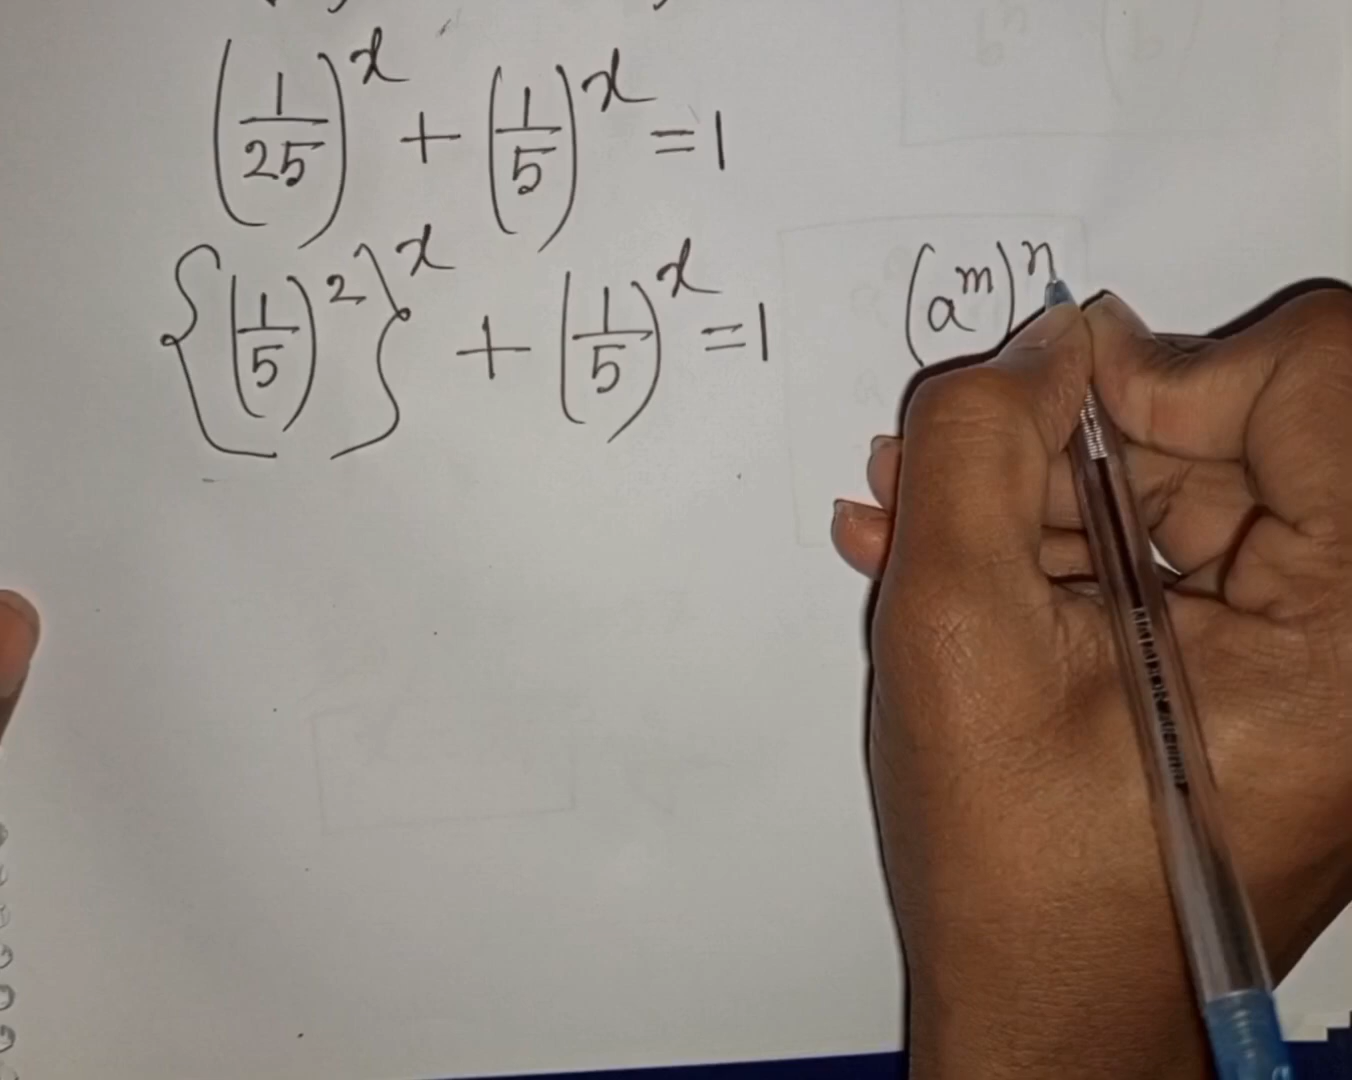 (1/25)^x + (1/5)^x = 1
{(1/5)^2}^x + (1/5)^x = 1
(a^m)^n